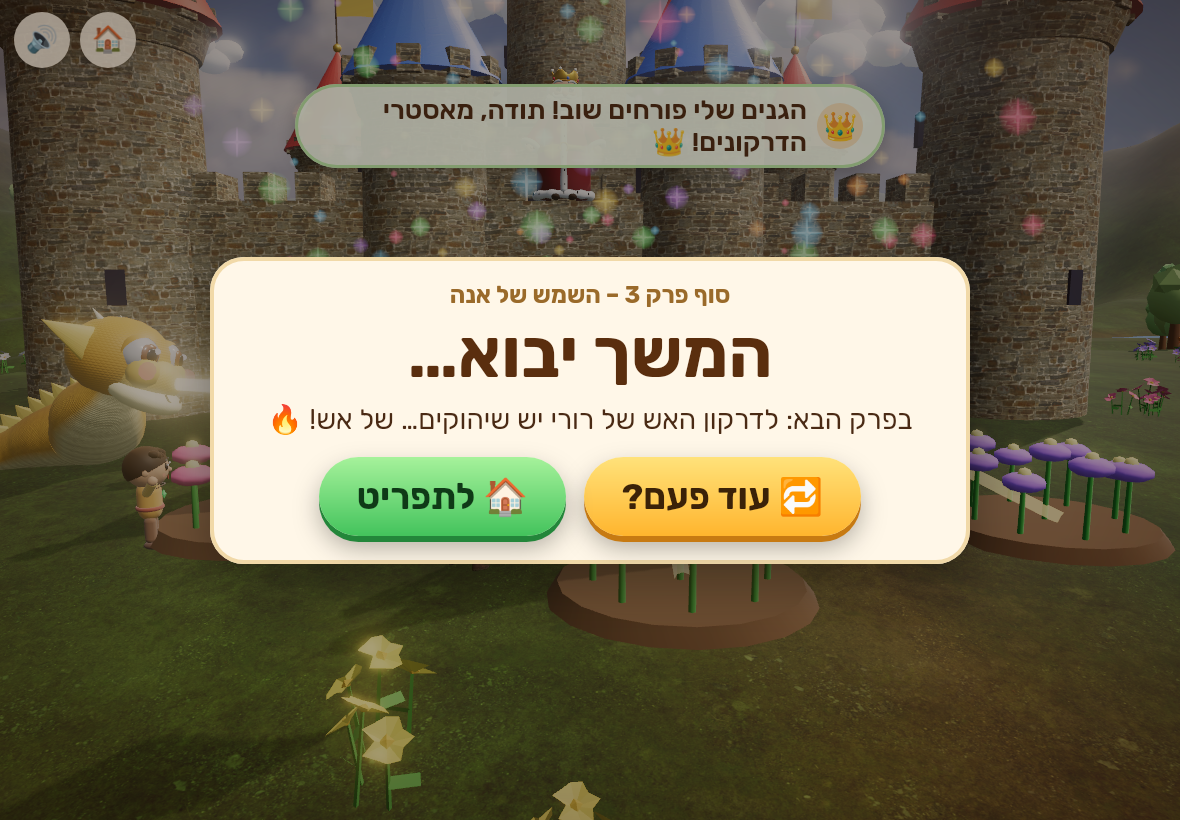 הגנים שלי פורחים שוב! תודה, מאסטרי
הדרקונים! 👑
סוף פרק 3 – השמש של אנה
המשך יבוא...
בפרק הבא: לדרקון האש של רורי יש שיהוקים... של אש! 🔥
🔁 עוד פעם?
🏠 לתפריט